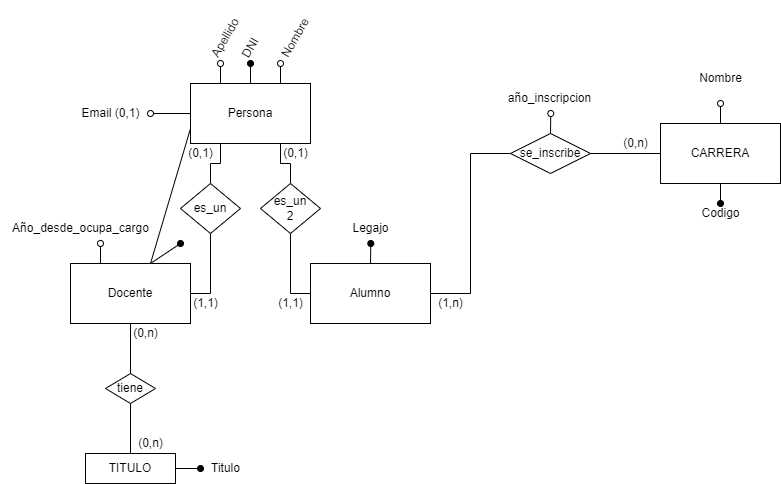 Apellido
DNI
Nombre
Email (0,1)
Persona
(0,1)
(0,1)
es_un
es_un
2
Año_desde_ocupa_cargo
Docente
(1,1)
(1,1)
Legajo
Alumno
(1,n)
año_inscripcion
se_inscribe
(0,n)
Nombre
CARRERA
Codigo
(0,n)
tiene
(0,n)
TITULO
Titulo